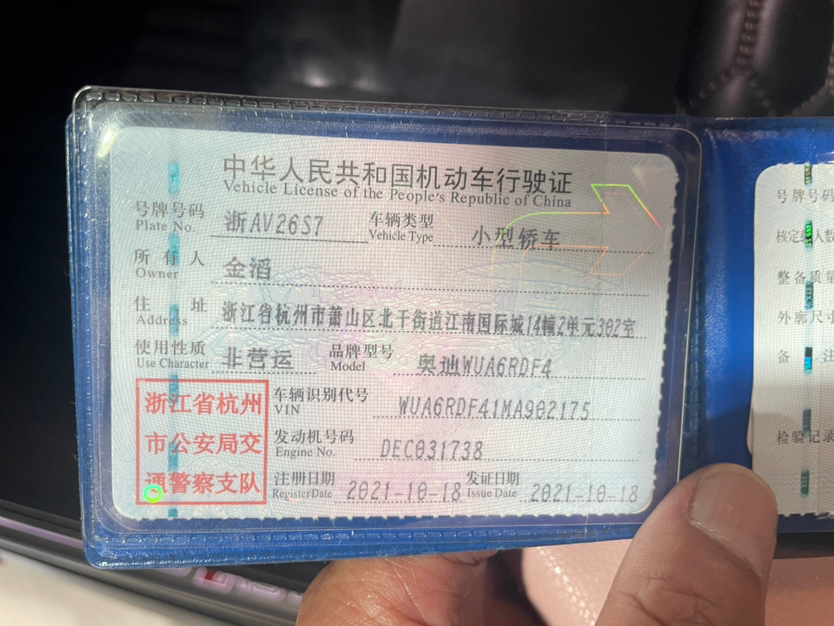 中华人民共和国机动车行驶证
Vehicle License of the People's Republic of China
号牌号码 浙AV26S7 车辆类型 小型轿车
Plate No. Vehicle Type
所有人 金滔
Owner
住址 浙江省杭州市萧山区北干街道江南国际城14幢2单元302室
Address
使用性质 非营运 品牌型号 奥迪WUA6RDF4
Use Character Model
浙江省杭州
市公安局交
通警察支队
车辆识别代号 WUA6RDF41MA902175
VIN
发动机号码 DEC031738
Engine No.
注册日期 2021-10-18 发证日期 2021-10-18
Register Date Issue Date
号牌号码
核定载人数
整备质量
外廓尺寸
备注
检验记录